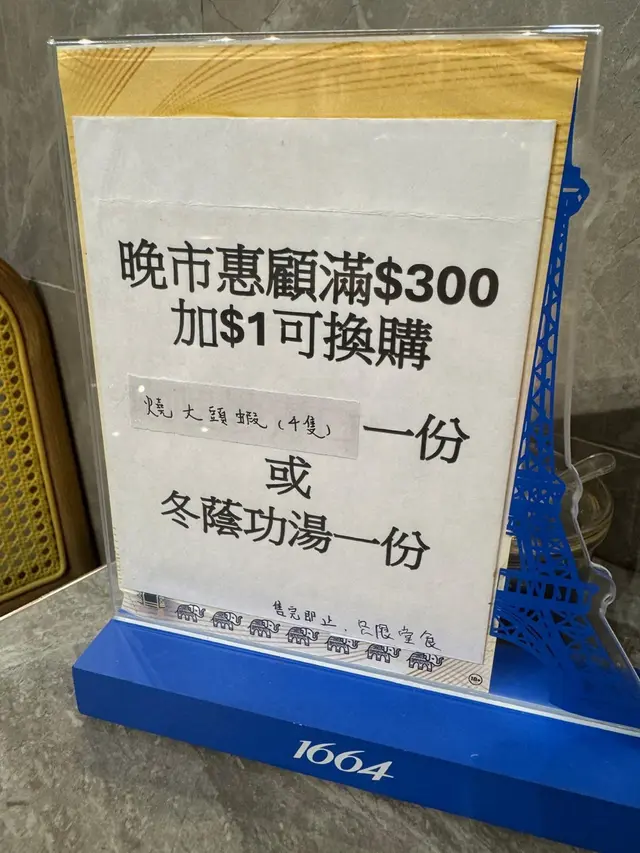 晚市惠顧滿$300
加$1可換購
燒大頭蝦(4隻) 一份
或
冬蔭功湯一份
售完即止，只限堂食
18+
1664